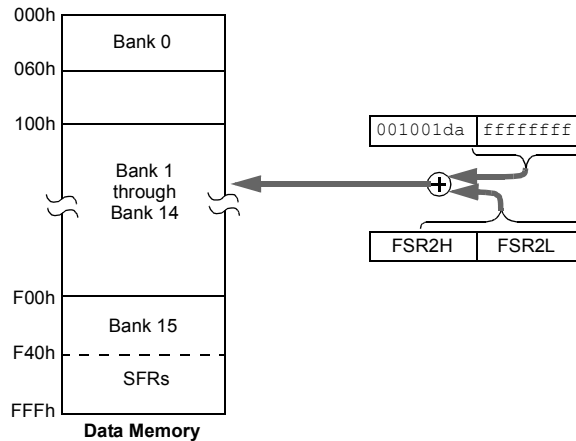 000h
Bank 0
060h
100h
001001da ffffffff
Bank 1
through
Bank 14
+
FSR2H FSR2L
F00h
Bank 15
F40h
SFRs
FFFh
Data Memory